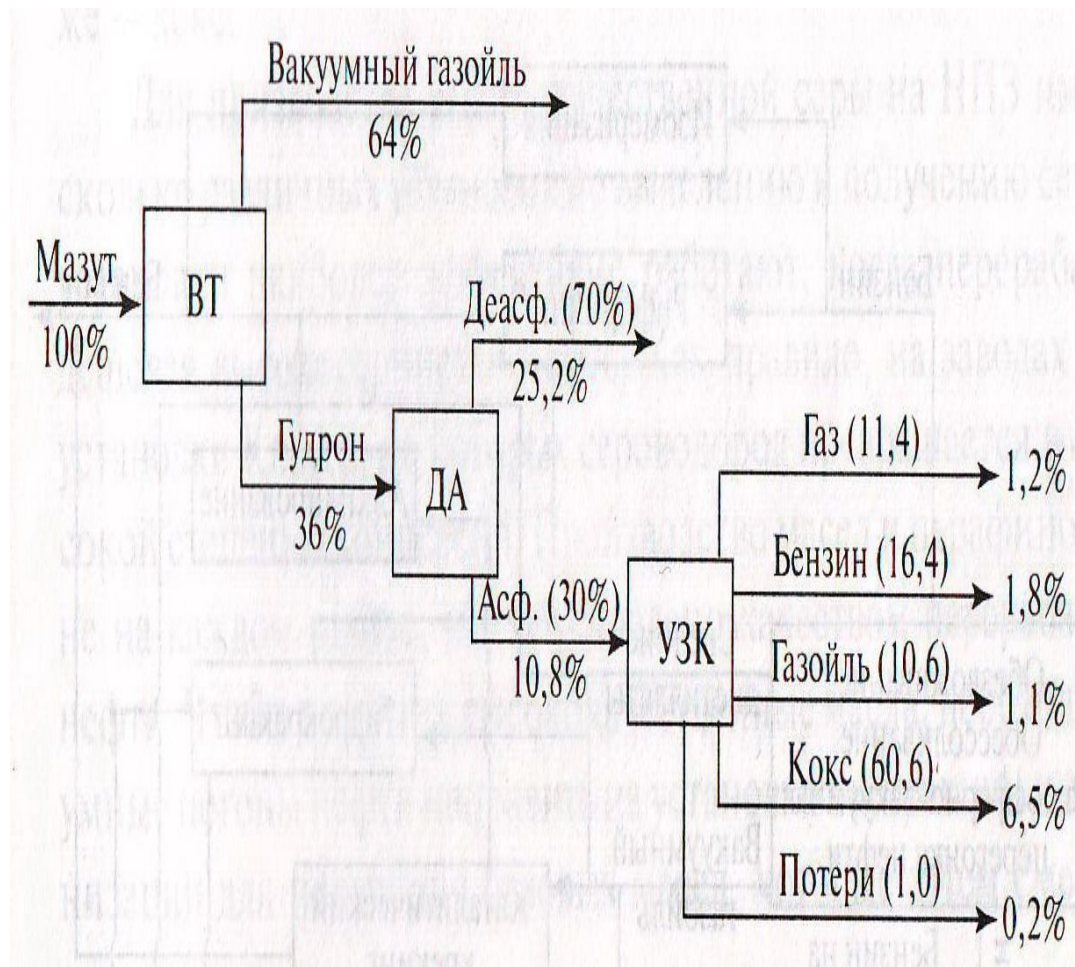 Вакуумный газойль
64%
Мазут
ВТ
100%
Деасф. (70%)
25,2%
Гудрон
ДА
36%
Газ (11,4)
1,2%
Асф. (30%)
УЗК
10,8%
Бензин (16,4)
1,8%
Газойль (10,6)
1,1%
Кокс (60,6)
6,5%
Потери (1,0)
0,2%